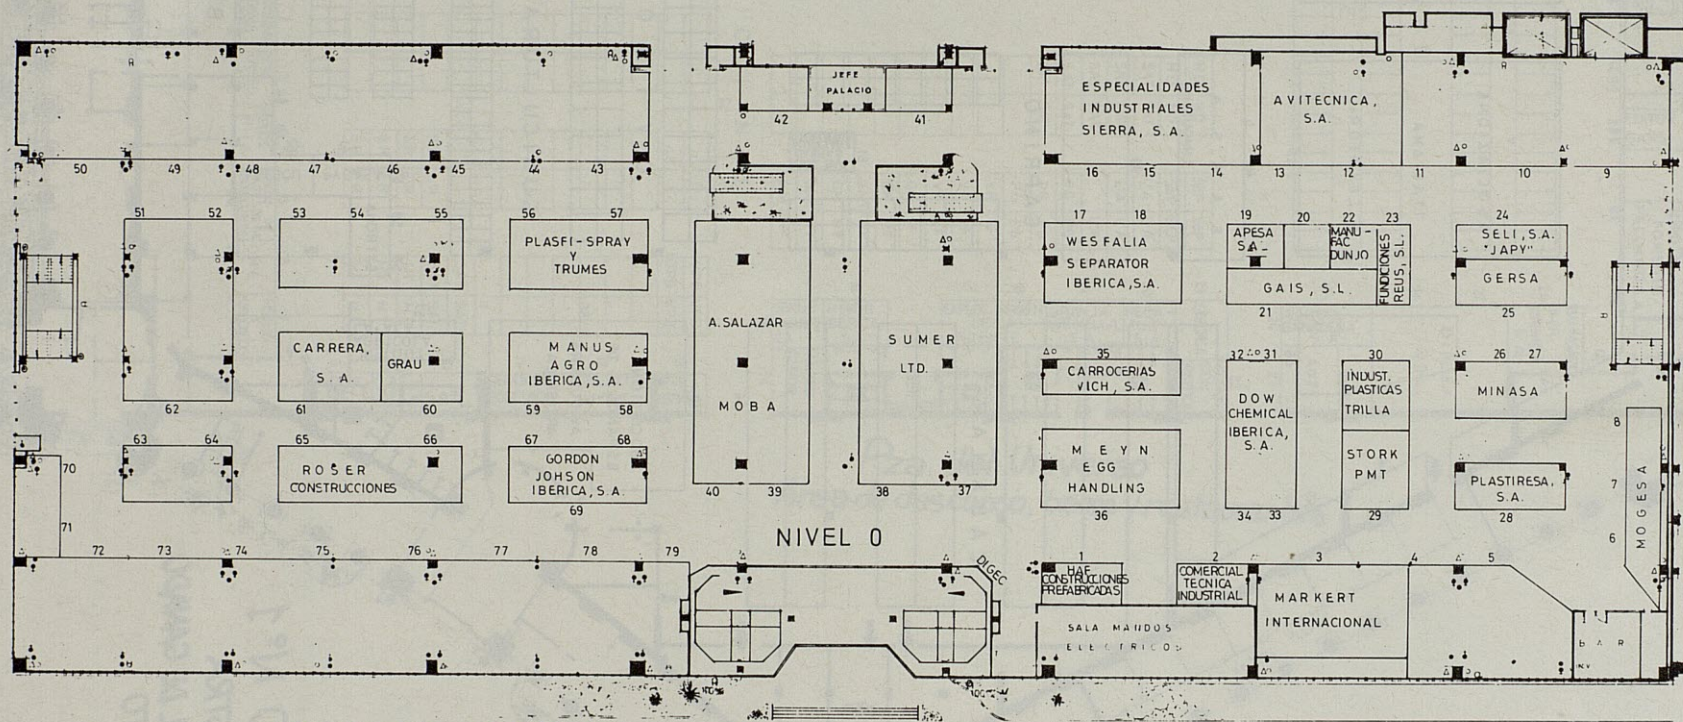 JEFE
PALACIO
42 41
ESPECIALIDADES
INDUSTRIALES
SIERRA, S.A.
AVITECNICA,
S.A.
50 49 48 47 46 45 44 43
16 15 14 13 12 11 10 9
51 52 53 54 55 56 57
PLASFI-SPRAY
Y
TRUMES
17 18
WESFALIA
SEPARATOR
IBERICA, S.A.
19 20 22 23
APESA
S.A.
MANU-
FAC
DUNJO
FUNDICIONES
REUS, S.L.
GAIS, S.L.
21
24
SELI, S.A.
"JAPY"
GERSA
25
A. SALAZAR
MOBA
40 39
SUMER
LTD.
38 37
CARRERA,
S.A.
GRAU
MANUS
AGRO
IBERICA, S.A.
62 61 60 59 58
35
CARROCERIAS
VICH, S.A.
32 31
DOW
CHEMICAL
IBERICA,
S.A.
34 33
30
INDUST.
PLASTICAS
TRILLA
STORK
PMT
29
26 27
MINASA
PLASTIRESA,
S.A.
28
8
7
6
MOGESA
MEYN
EGG
HANDLING
36
63 64 65 66 67 68
ROSER
CONSTRUCCIONES
GORDON
JOHSON
IBERICA, S.A.
69
70
71
72 73 74 75 76 77 78 79
NIVEL 0
DIGEC
1 2 3 4 5
HAF
CONSTRUCCIONES
PREFABRICADAS
COMERCIAL
TECNICA
INDUSTRIAL
MARKERT
INTERNACIONAL
SALA MANDOS
ELECTRICOS
BAR